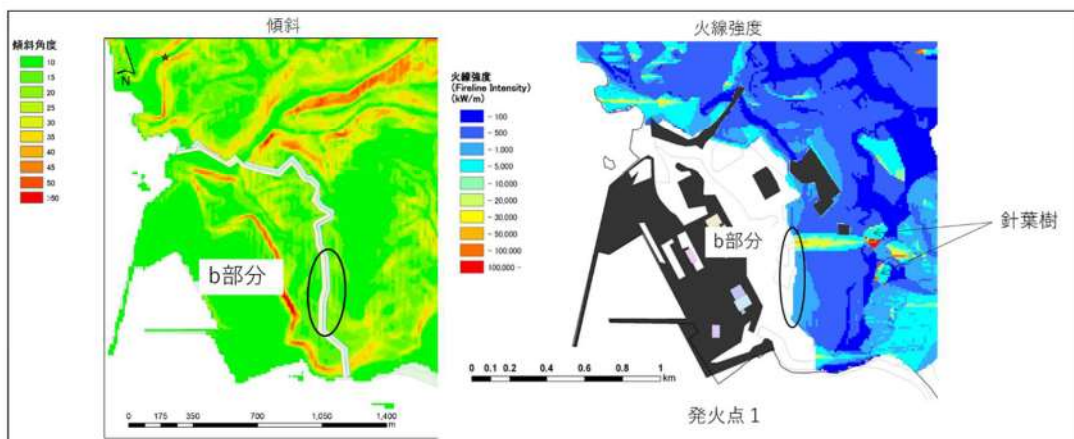 傾斜
傾斜角度
10
15
20
25
30
35
40
45
50
>50
N
b部分
0 175 350 700 1,050 1,400
m
火線強度
火線強度
(Fireline Intensity)
(kW/m)
- 100
- 500
- 1,000
- 5,000
- 10,000
- 20,000
- 30,000
- 50,000
- 100,000
100,000 -
b部分
針葉樹
0 0.1 0.2 0.4 0.6 0.8 1
km
発火点1